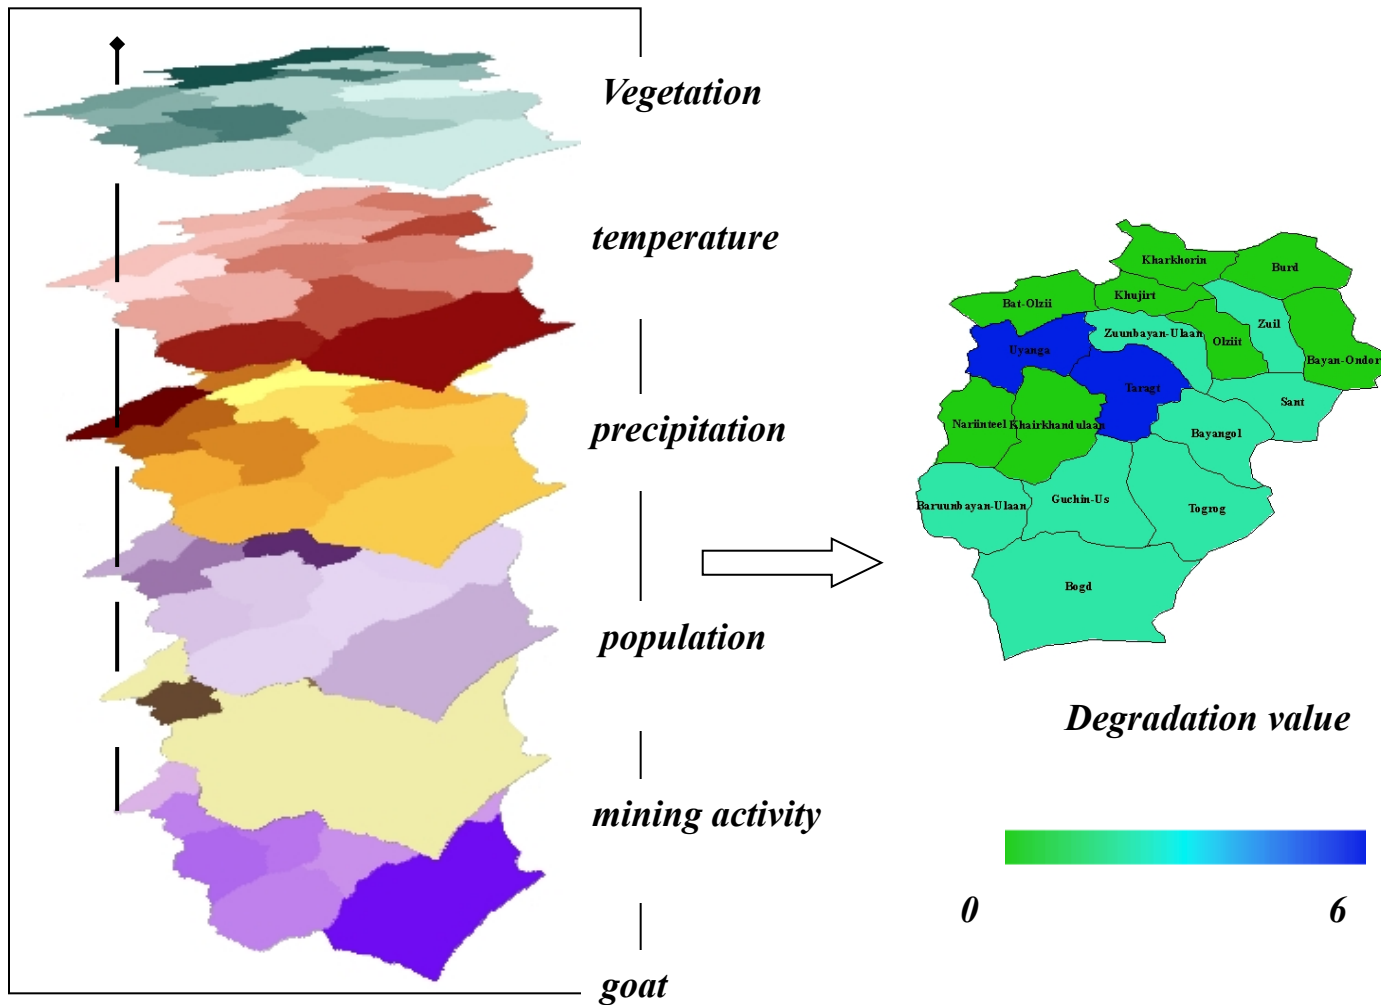 Vegetation
temperature
precipitation
population
mining activity
goat
Kharkhorin
Burd
Bat-Olzii
Khujirt
Zuil
Zuunbayan-Ulaan
Olziit
Uyanga
Bayan-Ondor
Taragt
Sant
Nariinteel
Khairkhandulaan
Bayangol
Guchin-Us
Baruunbayan-Ulaan
Togrog
Bogd
Degradation value
0 6